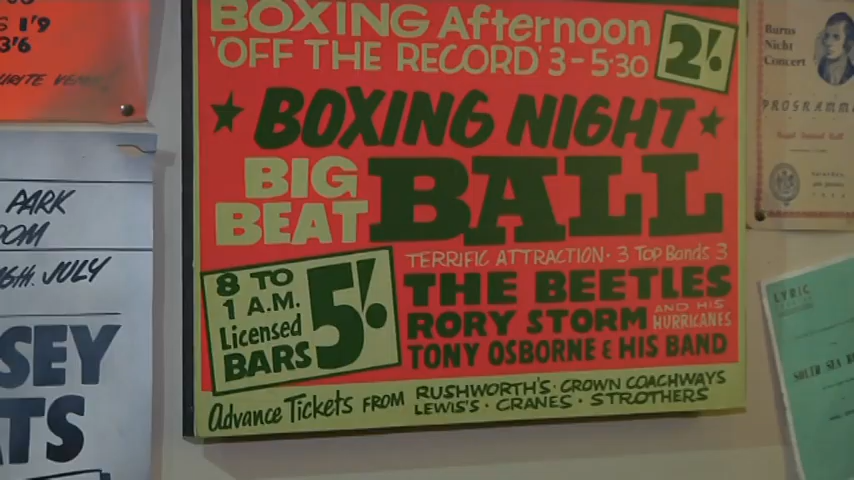 BOXING Afternoon
'OFF THE RECORD' 3-5·30
2/.
BOXING NIGHT
BIG
BEAT
BALL
TERRIFIC ATTRACTION · 3 Top Bands 3
THE BEETLES
RORY STORM AND HIS HURRICANES
TONY OSBORNE & HIS BAND
8 TO
1 A.M.
Licensed
BARS
5/.
Advance Tickets FROM RUSHWORTH'S · CROWN COACHWAYS
LEWIS'S · CRANES · STROTHERS
1'9
3'6
PARK
JULY
SEY
TS
Burns
Night
Concert
PROGRAMME
LYRIC
SOUTH SEA